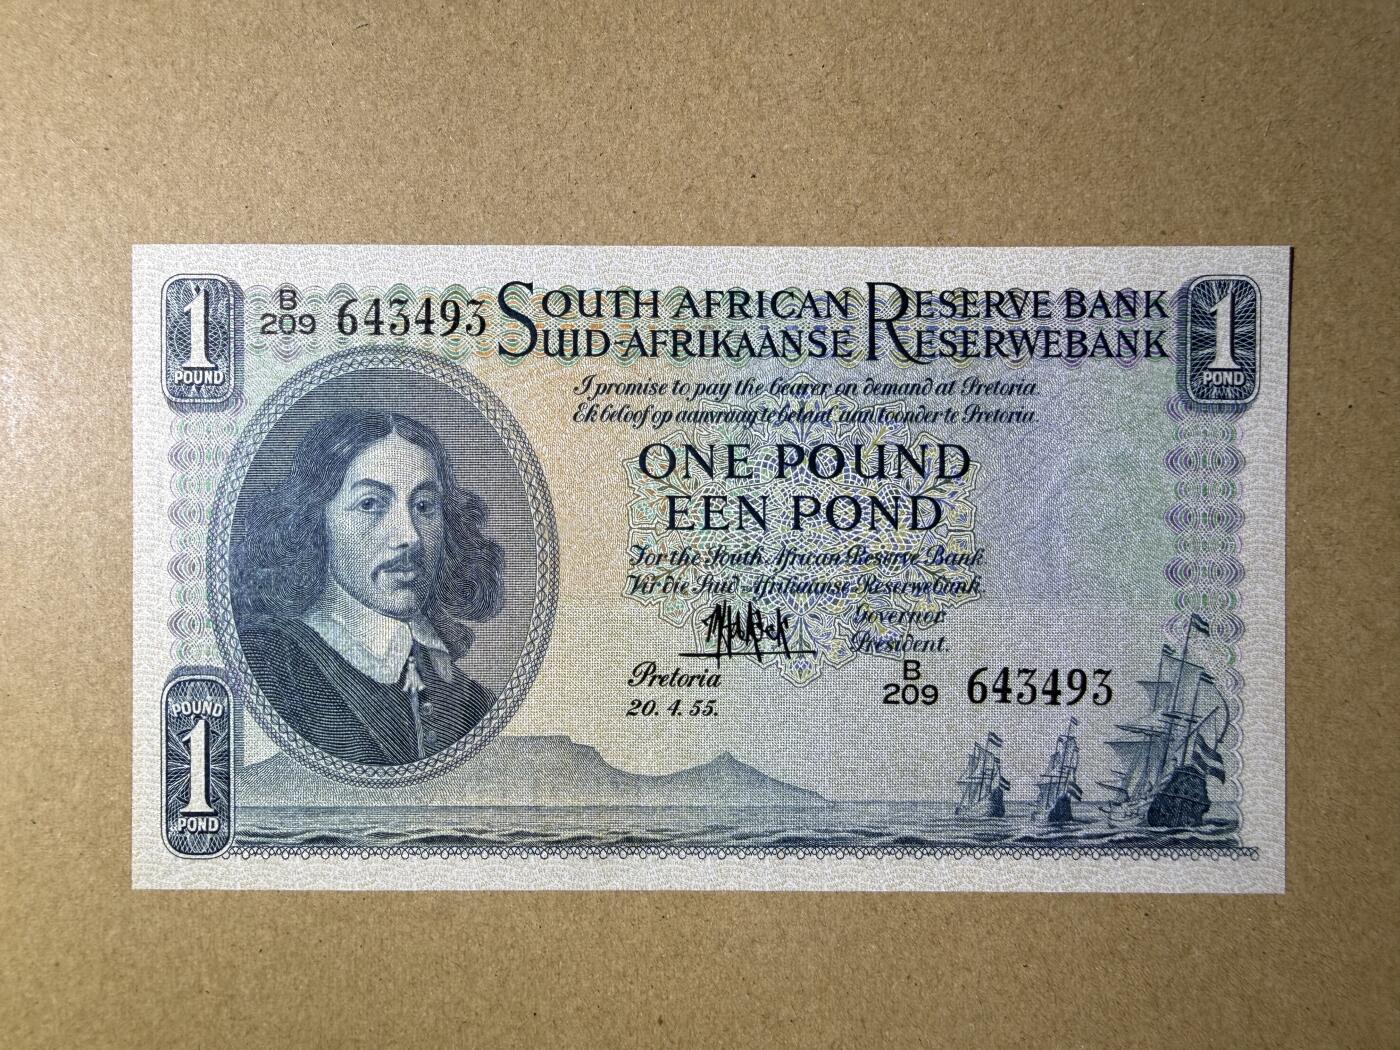 1
POUND
B
209 643493
SOUTH AFRICAN RESERVE BANK
SUID-AFRIKAANSE RESERWEBANK
1
POND
I promise to pay the bearer on demand at Pretoria.
Ek beloof op aanvraag te betaal aan toonder te Pretoria.
ONE POUND
EEN POND
For the South African Reserve Bank.
Vir die Suid-Afrikaanse Reserwebank.
Governor.
President.
Pretoria
20. 4. 55.
B
209 643493
POUND
1
POND